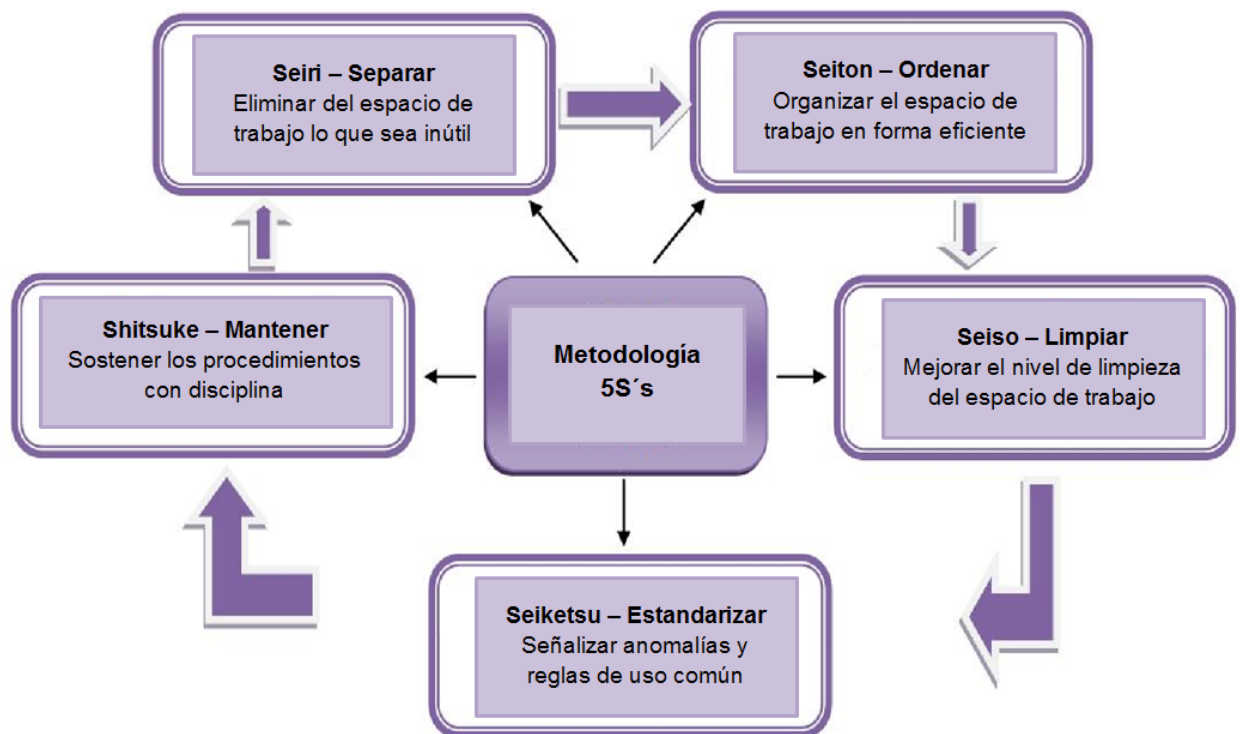 Seiri – Separar
Eliminar del espacio de
trabajo lo que sea inútil
Seiton – Ordenar
Organizar el espacio de
trabajo en forma eficiente
Shitsuke – Mantener
Sostener los procedimientos
con disciplina
Metodología
5S´s
Seiso – Limpiar
Mejorar el nivel de limpieza
del espacio de trabajo
Seiketsu – Estandarizar
Señalizar anomalías y
reglas de uso común